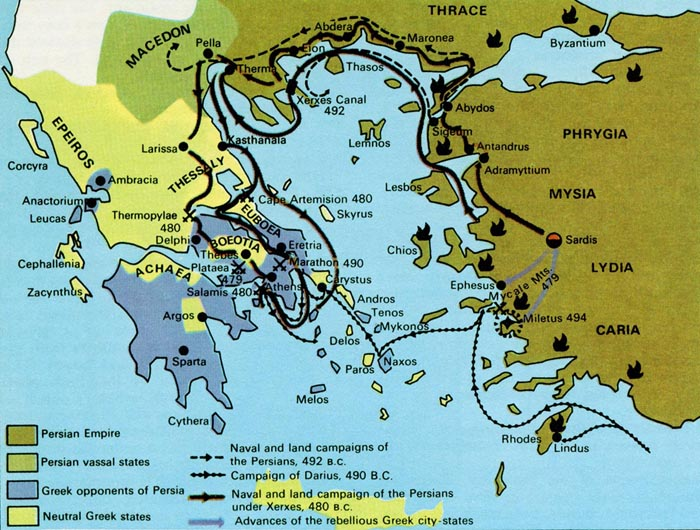 THRACE
MACEDON
Abdera
Maronea
Byzantium
Pella
Eion
Therma
Thasos
Xerxes Canal
492
Abydos
Sigeum
PHRYGIA
EPEIROS
Larissa
Kasthanaia
Lemnos
Antandrus
Adramyttium
Corcyra
THESSALY
MYSIA
Ambracia
Lesbos
Anactorium
Leucas
Cape Artemision 480
Skyrus
Thermopylae
480
EUBOEA
Sardis
Delphi
BOEOTIA
Eretria
Chios
Cephallenia
Thebes
Marathon 490
LYDIA
ACHAEA
Plataea
479
Athens
Carystus
Ephesus
Mycale Mts.
479
Zacynthus
Salamis 480
Andros
Tenos
Miletus 494
Argos
Mykonos
CARIA
Delos
Sparta
Paros
Naxos
Melos
Cythera
Rhodes
Lindus
Persian Empire
Persian vassal states
Greek opponents of Persia
Neutral Greek states
Naval and land campaigns of
the Persians, 492 B.C.
Campaign of Darius, 490 B.C.
Naval and land campaign of the Persians
under Xerxes, 480 B.C.
Advances of the rebellious Greek city-states